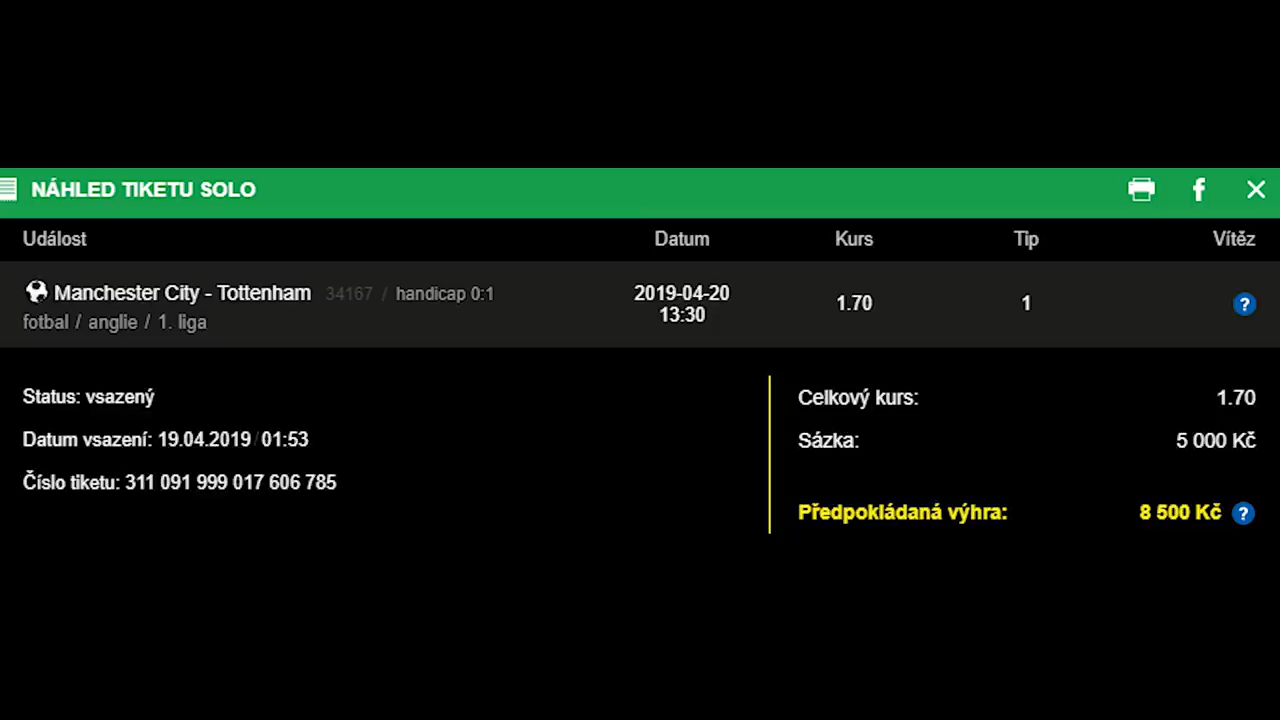 NÁHLED TIKETU SOLO
Událost Datum Kurs Tip Vítěz
Manchester City - Tottenham 34167 / handicap 0:1 2019-04-20 13:30 1.70 1 ?
fotbal / anglie / 1. liga
Status: vsazený
Datum vsazení: 19.04.2019 / 01:53
Číslo tiketu: 311 091 999 017 606 785
Celkový kurs: 1.70
Sázka: 5 000 Kč
Předpokládaná výhra: 8 500 Kč ?